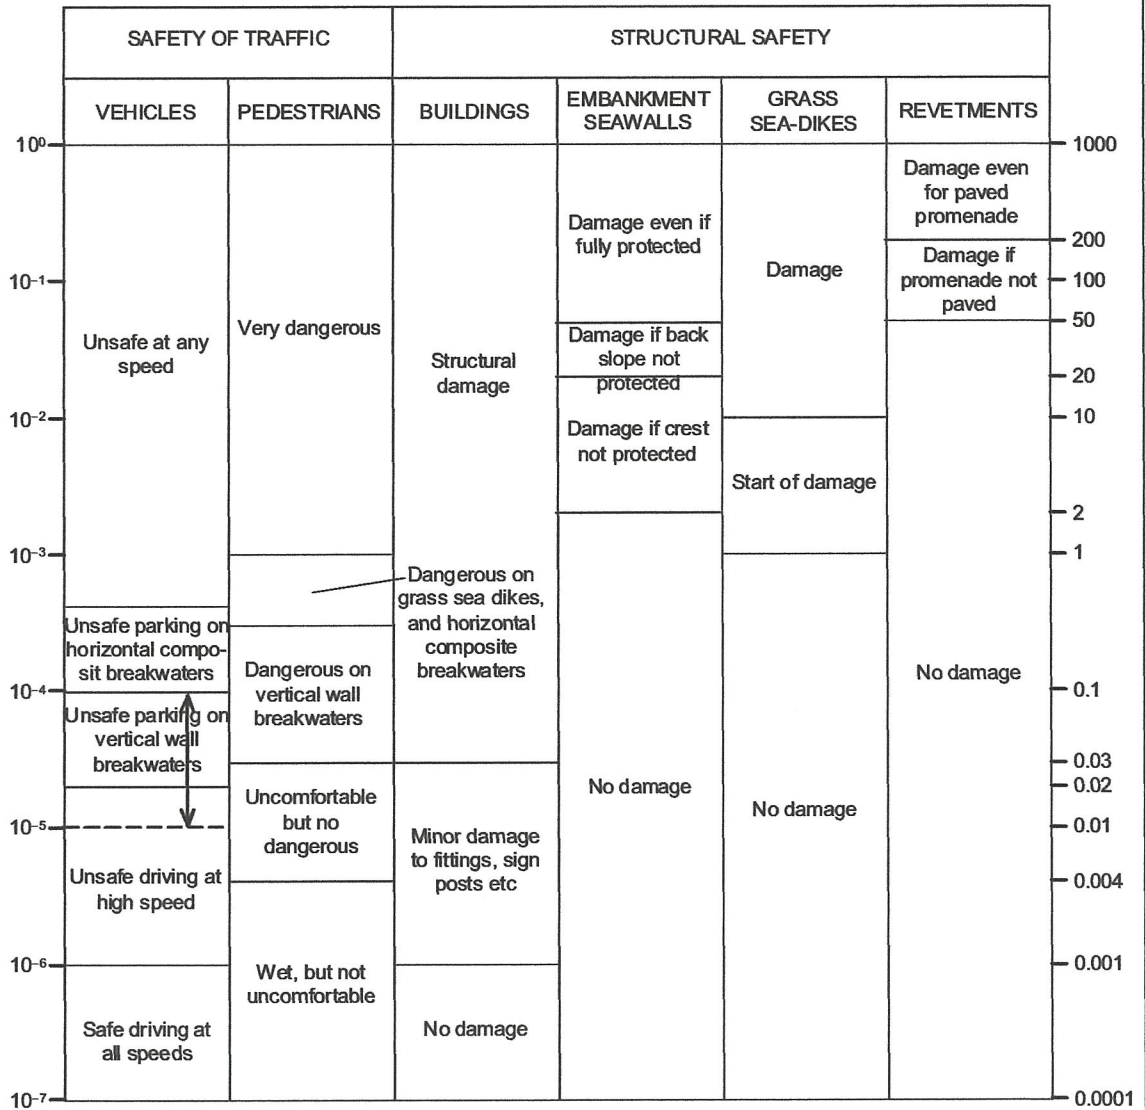 SAFETY OF TRAFFIC
STRUCTURAL SAFETY
VEHICLES
PEDESTRIANS
BUILDINGS
EMBANKMENT
SEAWALLS
GRASS
SEA-DIKES
REVETMENTS
10⁰
10⁻¹
10⁻²
10⁻³
10⁻⁴
10⁻⁵
10⁻⁶
10⁻⁷
Unsafe at any
speed
Unsafe parking on
horizontal compo-
sit breakwaters
Unsafe parking on
vertical wall
breakwaters
Unsafe driving at
high speed
Safe driving at
all speeds
Very dangerous
Dangerous on
grass sea dikes,
and horizontal
composite
breakwaters
Dangerous on
vertical wall
breakwaters
Uncomfortable
but no
dangerous
Wet, but not
uncomfortable
Structural
damage
Minor damage
to fittings, sign
posts etc
No damage
Damage even if
fully protected
Damage if back
slope not
protected
Damage if crest
not protected
No damage
Damage
Start of damage
No damage
Damage even
for paved
promenade
Damage if
promenade not
paved
No damage
1000
200
100
50
20
10
2
1
0.1
0.03
0.02
0.01
0.004
0.001
0.0001